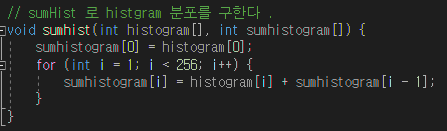 // sumHist 로 histgram 분포를 구한다 .
void sumhist(int histogram[], int sumhistogram[]) {
sumhistogram[0] = histogram[0];
for (int i = 1; i < 256; i++) {
sumhistogram[i] = histogram[i] + sumhistogram[i - 1];
}
}